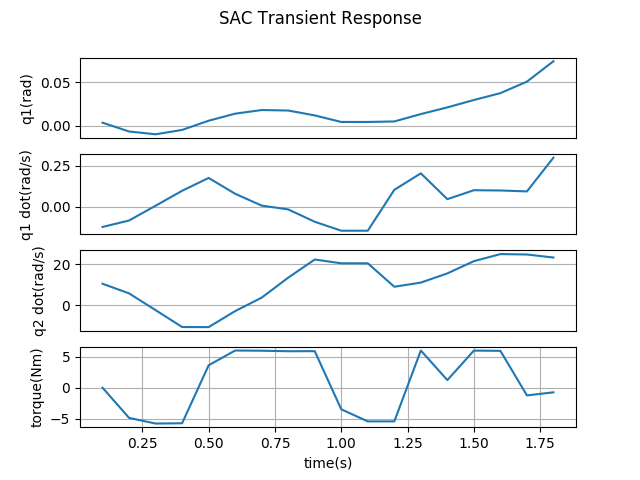 SAC Transient Response
q1(rad)
0.05
0.00
q1 dot(rad/s)
0.25
0.00
q2 dot(rad/s)
20
0
torque(Nm)
5
0
−5
0.25 0.50 0.75 1.00 1.25 1.50 1.75
time(s)